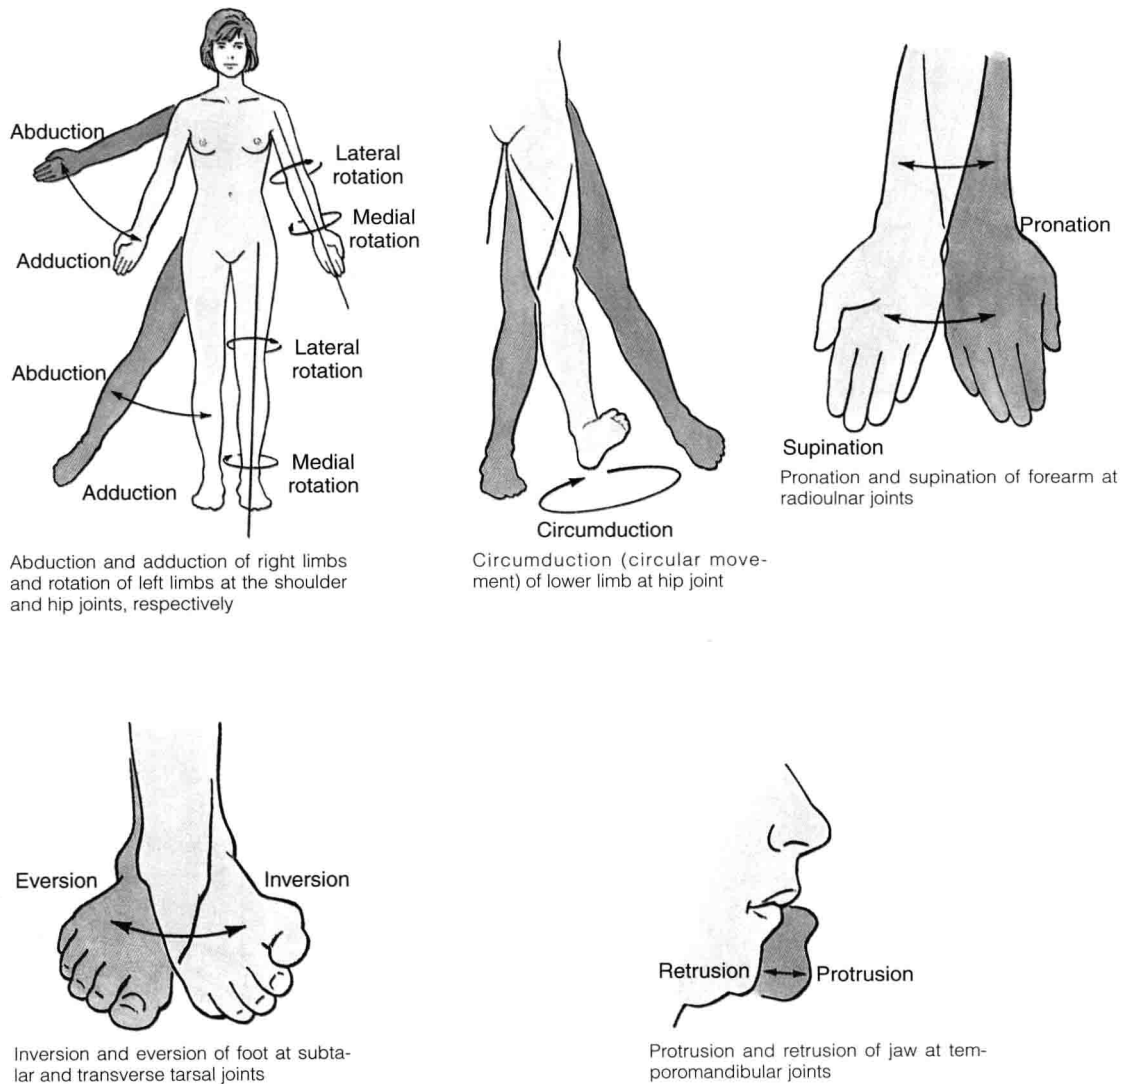 Abduction
Adduction
Lateral
rotation
Medial
rotation
Abduction
Adduction
Lateral
rotation
Medial
rotation
Abduction and adduction of right limbs
and rotation of left limbs at the shoulder
and hip joints, respectively
Circumduction
Circumduction (circular move-
ment) of lower limb at hip joint
Pronation
Supination
Pronation and supination of forearm at
radioulnar joints
Eversion
Inversion
Inversion and eversion of foot at subta-
lar and transverse tarsal joints
Retrusion
Protrusion
Protrusion and retrusion of jaw at tem-
poromandibular joints